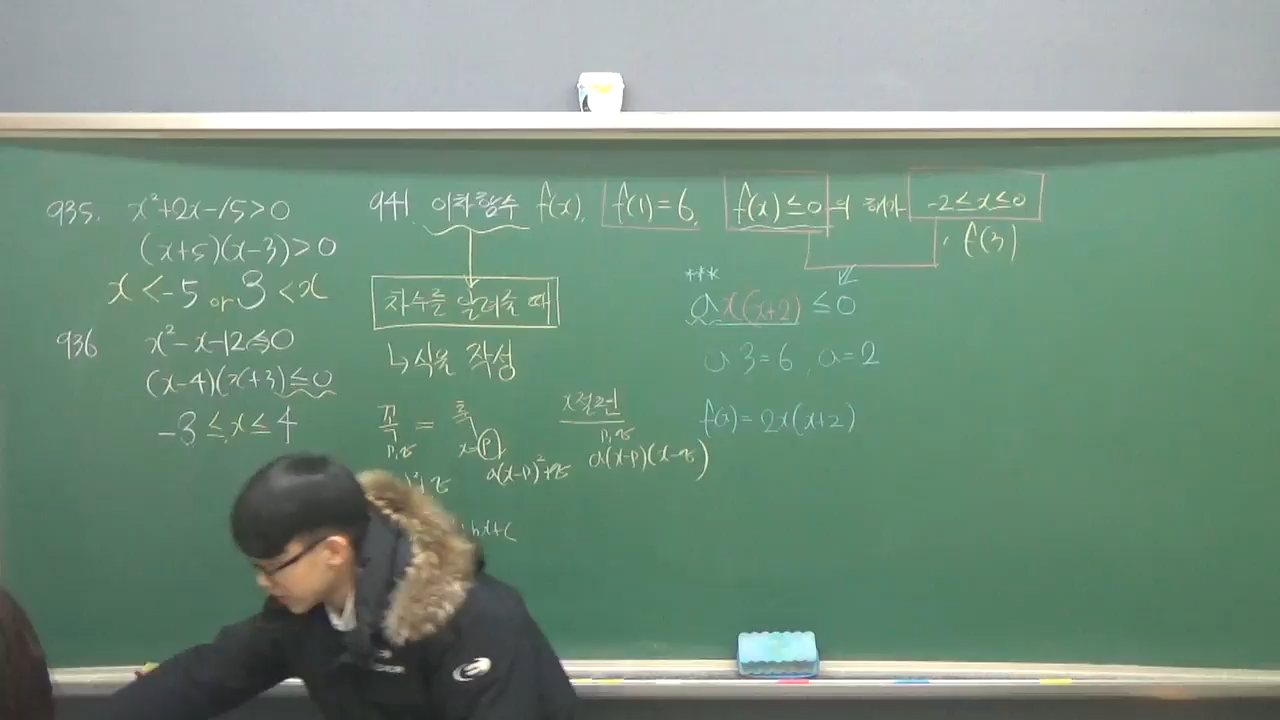 935. x²+2x-15>0
(x+5)(x-3)>0
x<-5 or 3<x
936 x²-x-12≤0
(x-4)(x+3)≤0
-3≤x≤4
941. 이차함수 f(x), f(1)=6, f(x)≤0의 해가 -2≤x≤0
, f(3)
차수를 알려줄 때
↳ 식을 작성
꼭 = 축 x절편
p,q x=p p,q
)²+q a(x-p)²+q a(x-p)(x-q)
bx+c
***
a x(x+2) ≤0
a 3=6, a=2
f(x)=2x(x+2)